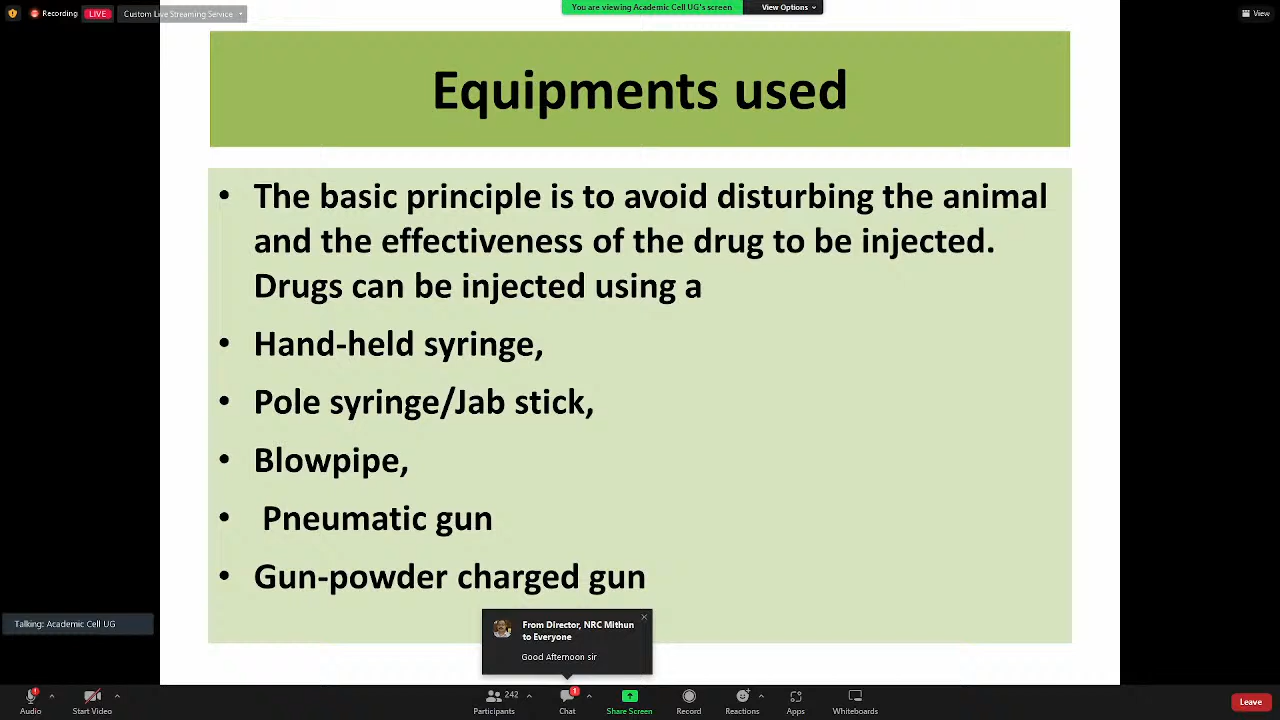 Recording LIVE Custom Live Streaming Service
You are viewing Academic Cell UG's screen View Options
View
Equipments used
• The basic principle is to avoid disturbing the animal
and the effectiveness of the drug to be injected.
Drugs can be injected using a
• Hand-held syringe,
• Pole syringe/Jab stick,
• Blowpipe,
• Pneumatic gun
• Gun-powder charged gun
Talking: Academic Cell UG
From Director, NRC Mithun
to Everyone
Good Afternoon sir
242
1
Audio Start Video Participants Chat Share Screen Record Reactions Apps Whiteboards Leave